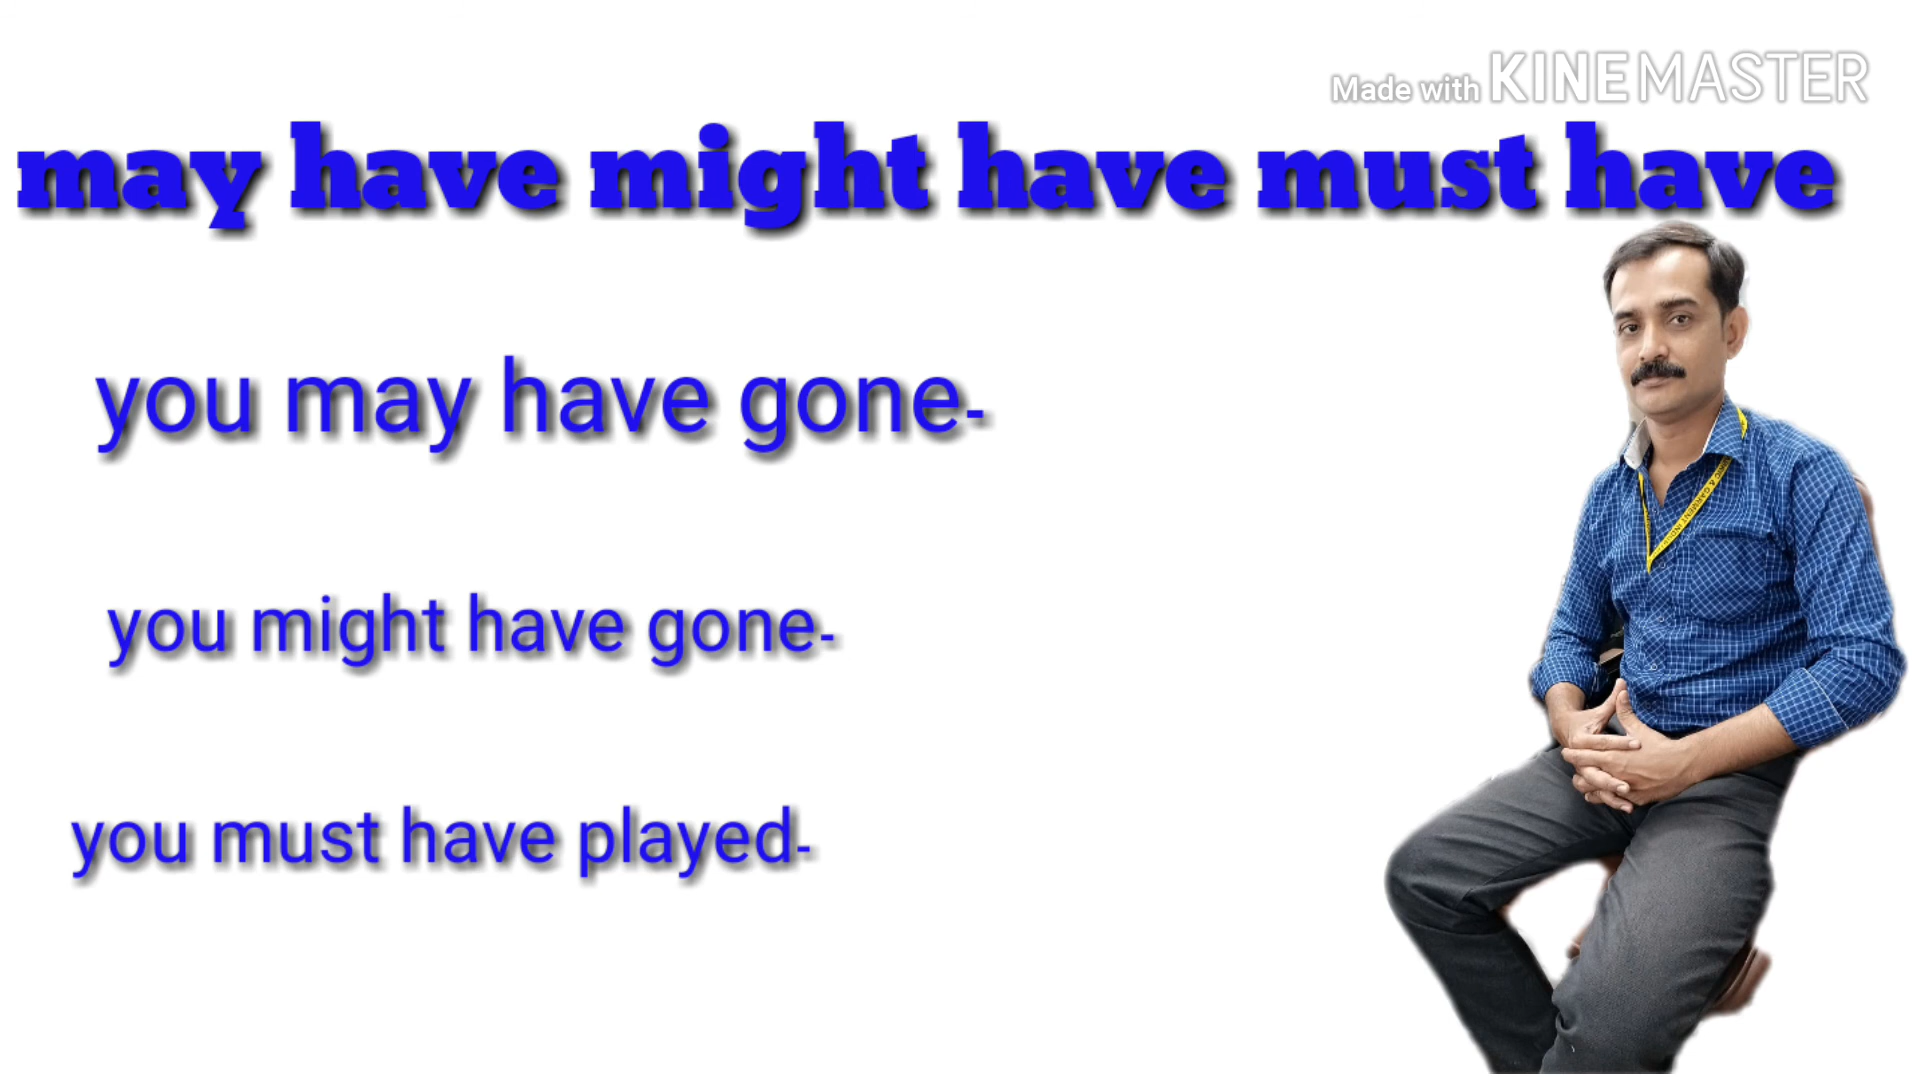 Made with KINEMASTER
may have might have must have
you may have gone-
you might have gone-
you must have played-